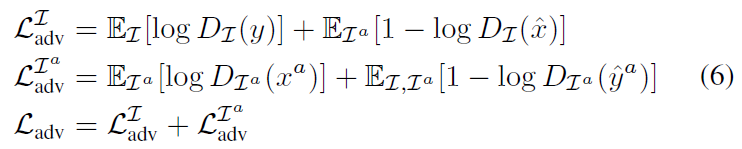 𝓛_adv^𝓘 = 𝔼_𝓘[log D_𝓘(y)] + 𝔼_{𝓘^a}[1 − log D_𝓘(x̂)]
𝓛_adv^{𝓘^a} = 𝔼_{𝓘^a}[log D_{𝓘^a}(x^a)] + 𝔼_{𝓘,𝓘^a}[1 − log D_{𝓘^a}(ŷ^a)] (6)
𝓛_adv = 𝓛_adv^𝓘 + 𝓛_adv^{𝓘^a}